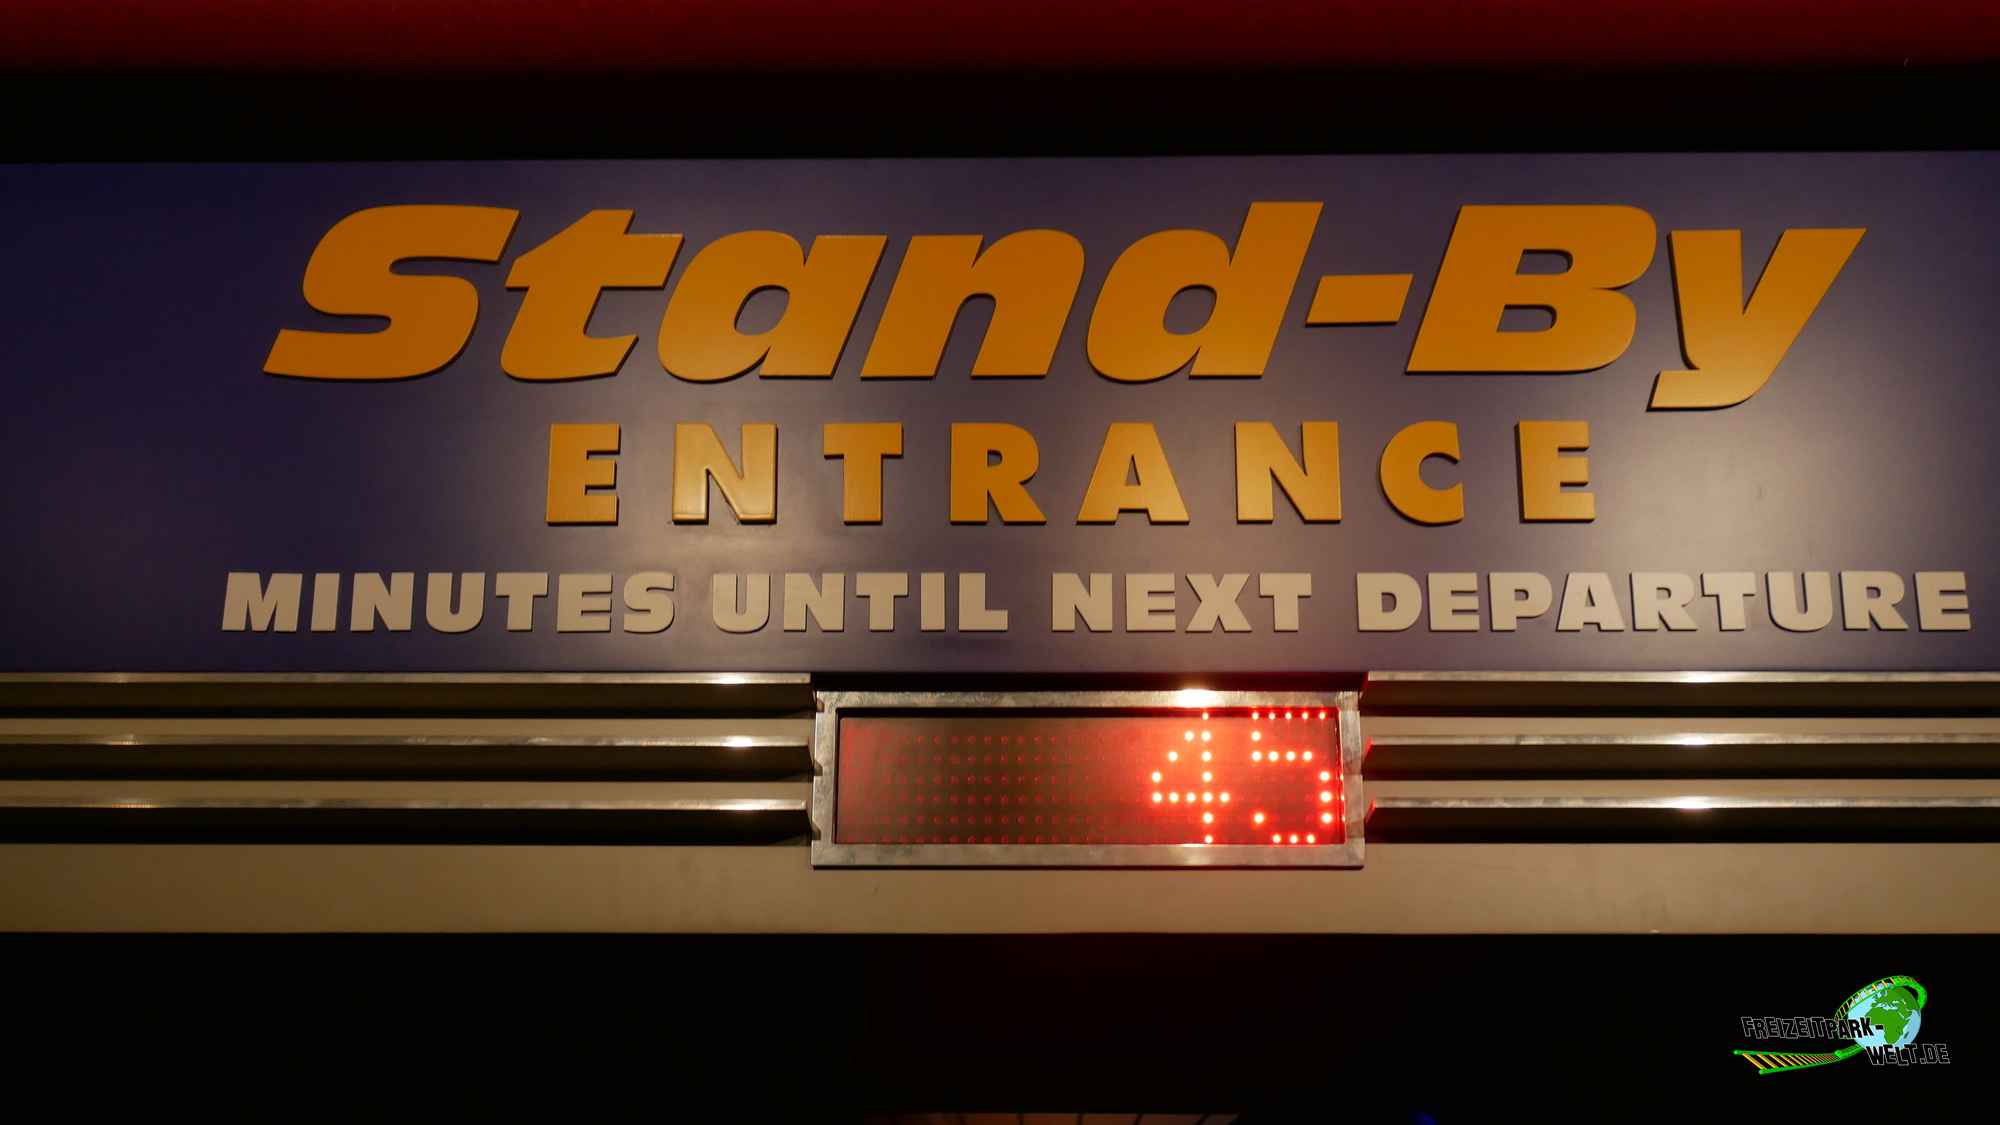 Stand-By
ENTRANCE
MINUTES UNTIL NEXT DEPARTURE
45
FREIZEITPARK-
WELT.DE